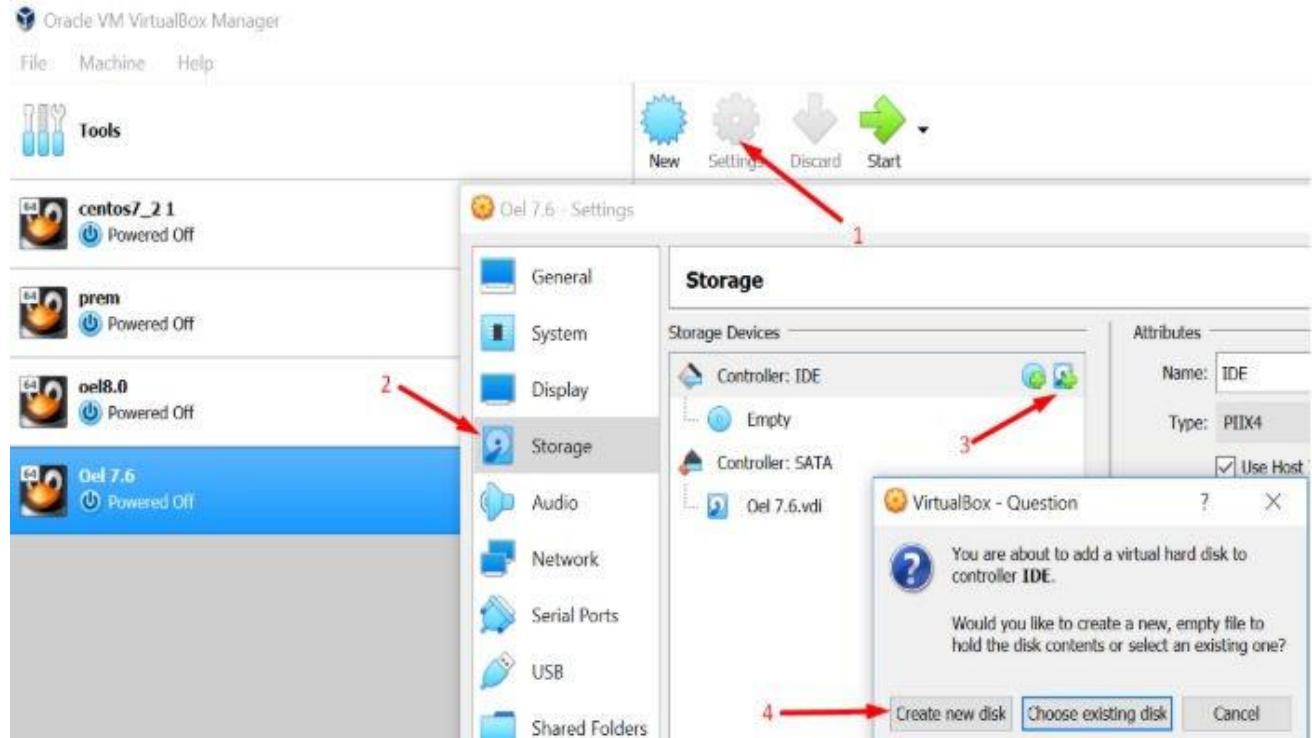 Oracle VM VirtualBox Manager
File Machine Help
Tools
New Settings Discard Start
1
centos7_2 1
Powered Off
prem
Powered Off
oel8.0
Powered Off
Oel 7.6
Powered Off
Oel 7.6 - Settings
General
System
Display
2
Storage
Audio
Network
Serial Ports
USB
Shared Folders
Storage
Storage Devices
Controller: IDE
Empty
3
Controller: SATA
Oel 7.6.vdi
Attributes
Name: IDE
Type: PIIX4
Use Host
VirtualBox - Question ? ×
You are about to add a virtual hard disk to
controller IDE.
Would you like to create a new, empty file to
hold the disk contents or select an existing one?
4
Create new disk Choose existing disk Cancel